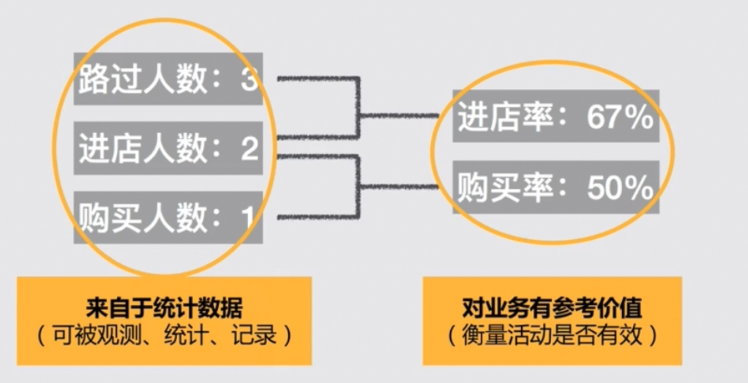 路过人数：3
进店人数：2
购买人数：1
进店率：67%
购买率：50%
来自于统计数据
（可被观测、统计、记录）
对业务有参考价值
（衡量活动是否有效）